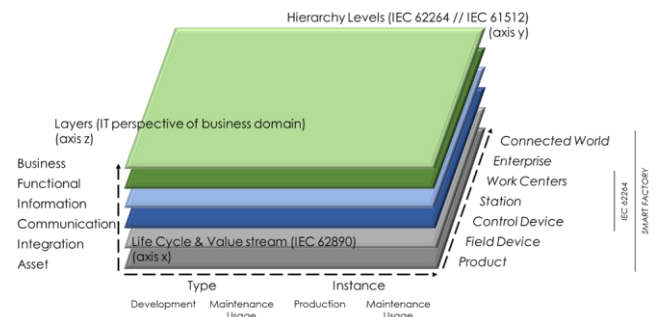 Hierarchy Levels (IEC 62264 // IEC 61512)
(axis y)
Layers (IT perspective of business domain)
(axis z)
Business
Functional
Information
Communication
Integration
Asset
Connected World
Enterprise
Work Centers
Station
Control Device
Field Device
Product
IEC 62264
SMART FACTORY
Life Cycle & Value stream (IEC 62890)
(axis x)
Type
Instance
Development
Maintenance
Usage
Production
Maintenance
Usage